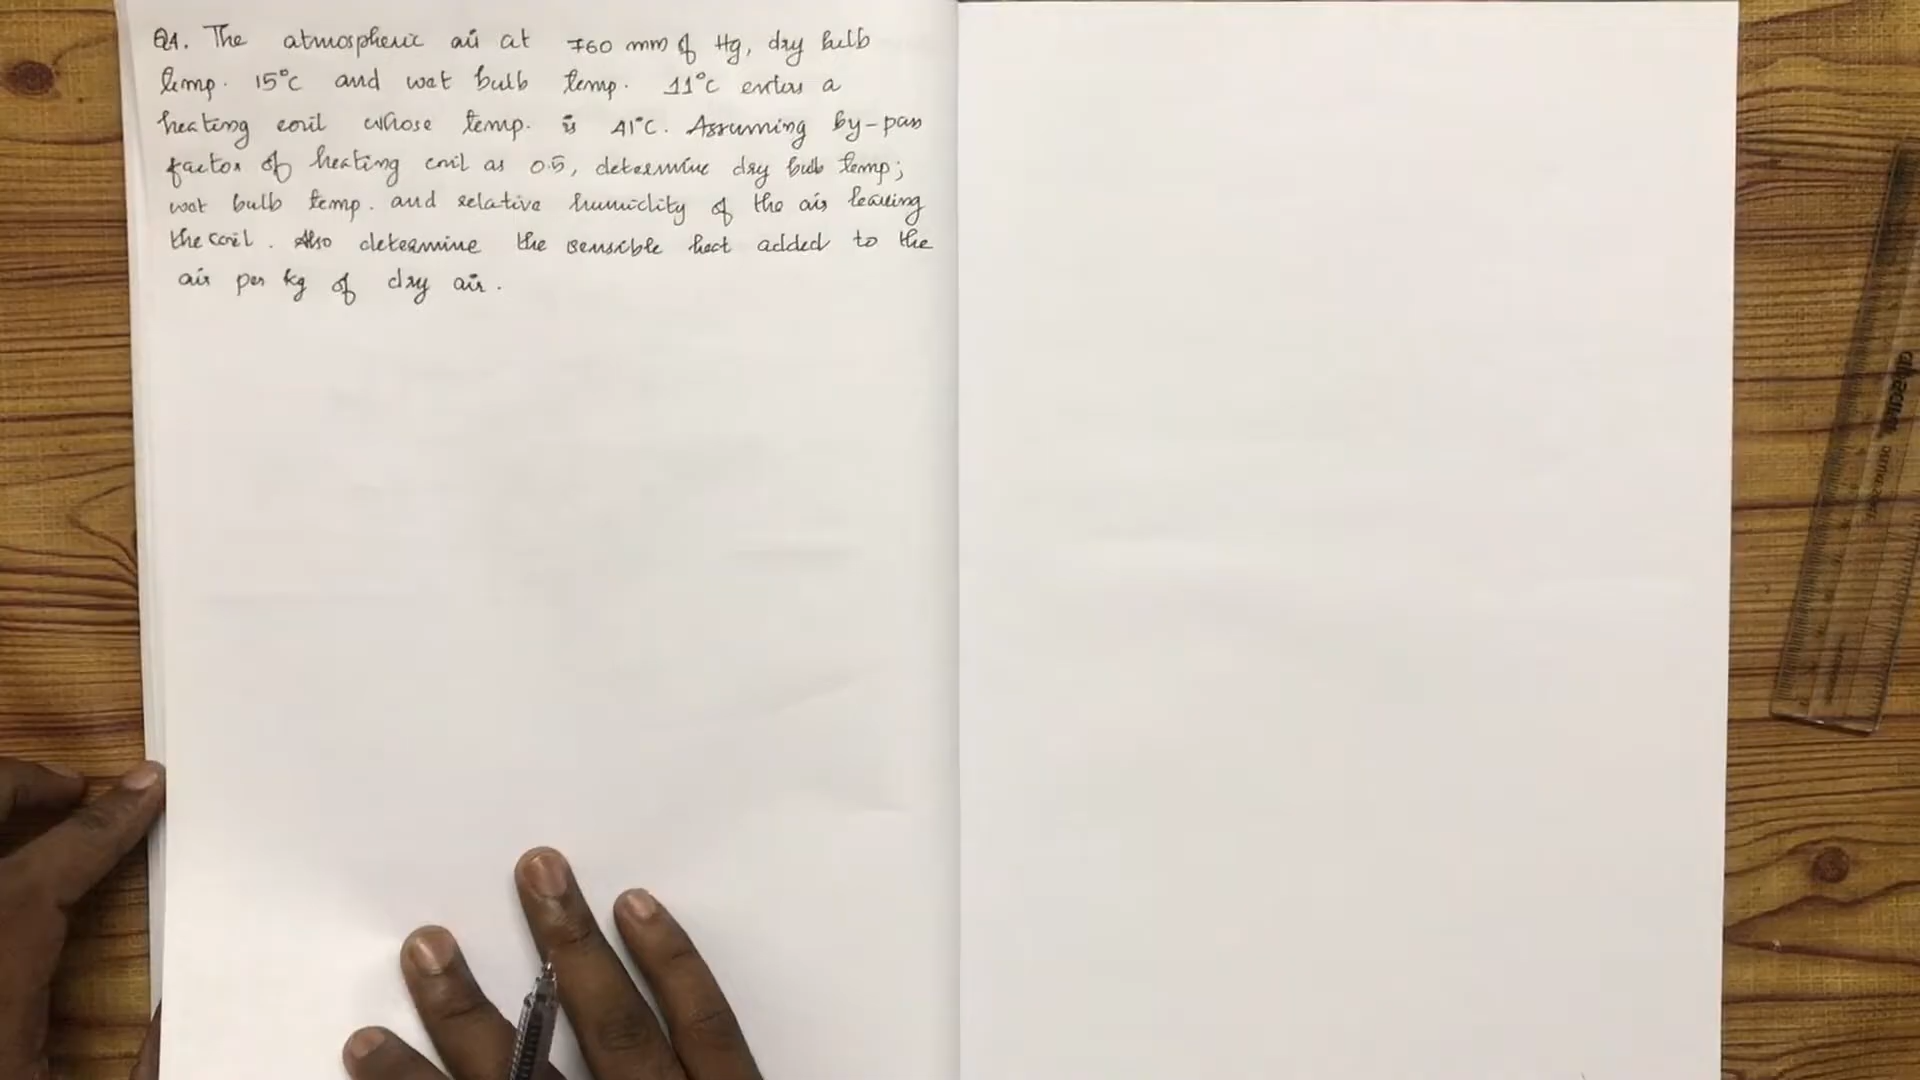 Q1. The atmospheric air at 760 mm of Hg, dry bulb
temp. 15°C and wet bulb temp. 11°C enters a
heating coil whose temp. is 41°C. Assuming by-pass
factor of heating coil as 0.5, determine dry bulb temp;
wet bulb temp. and relative humidity of the air leaving
the coil. Also determine the sensible heat added to the
air per kg of dry air.